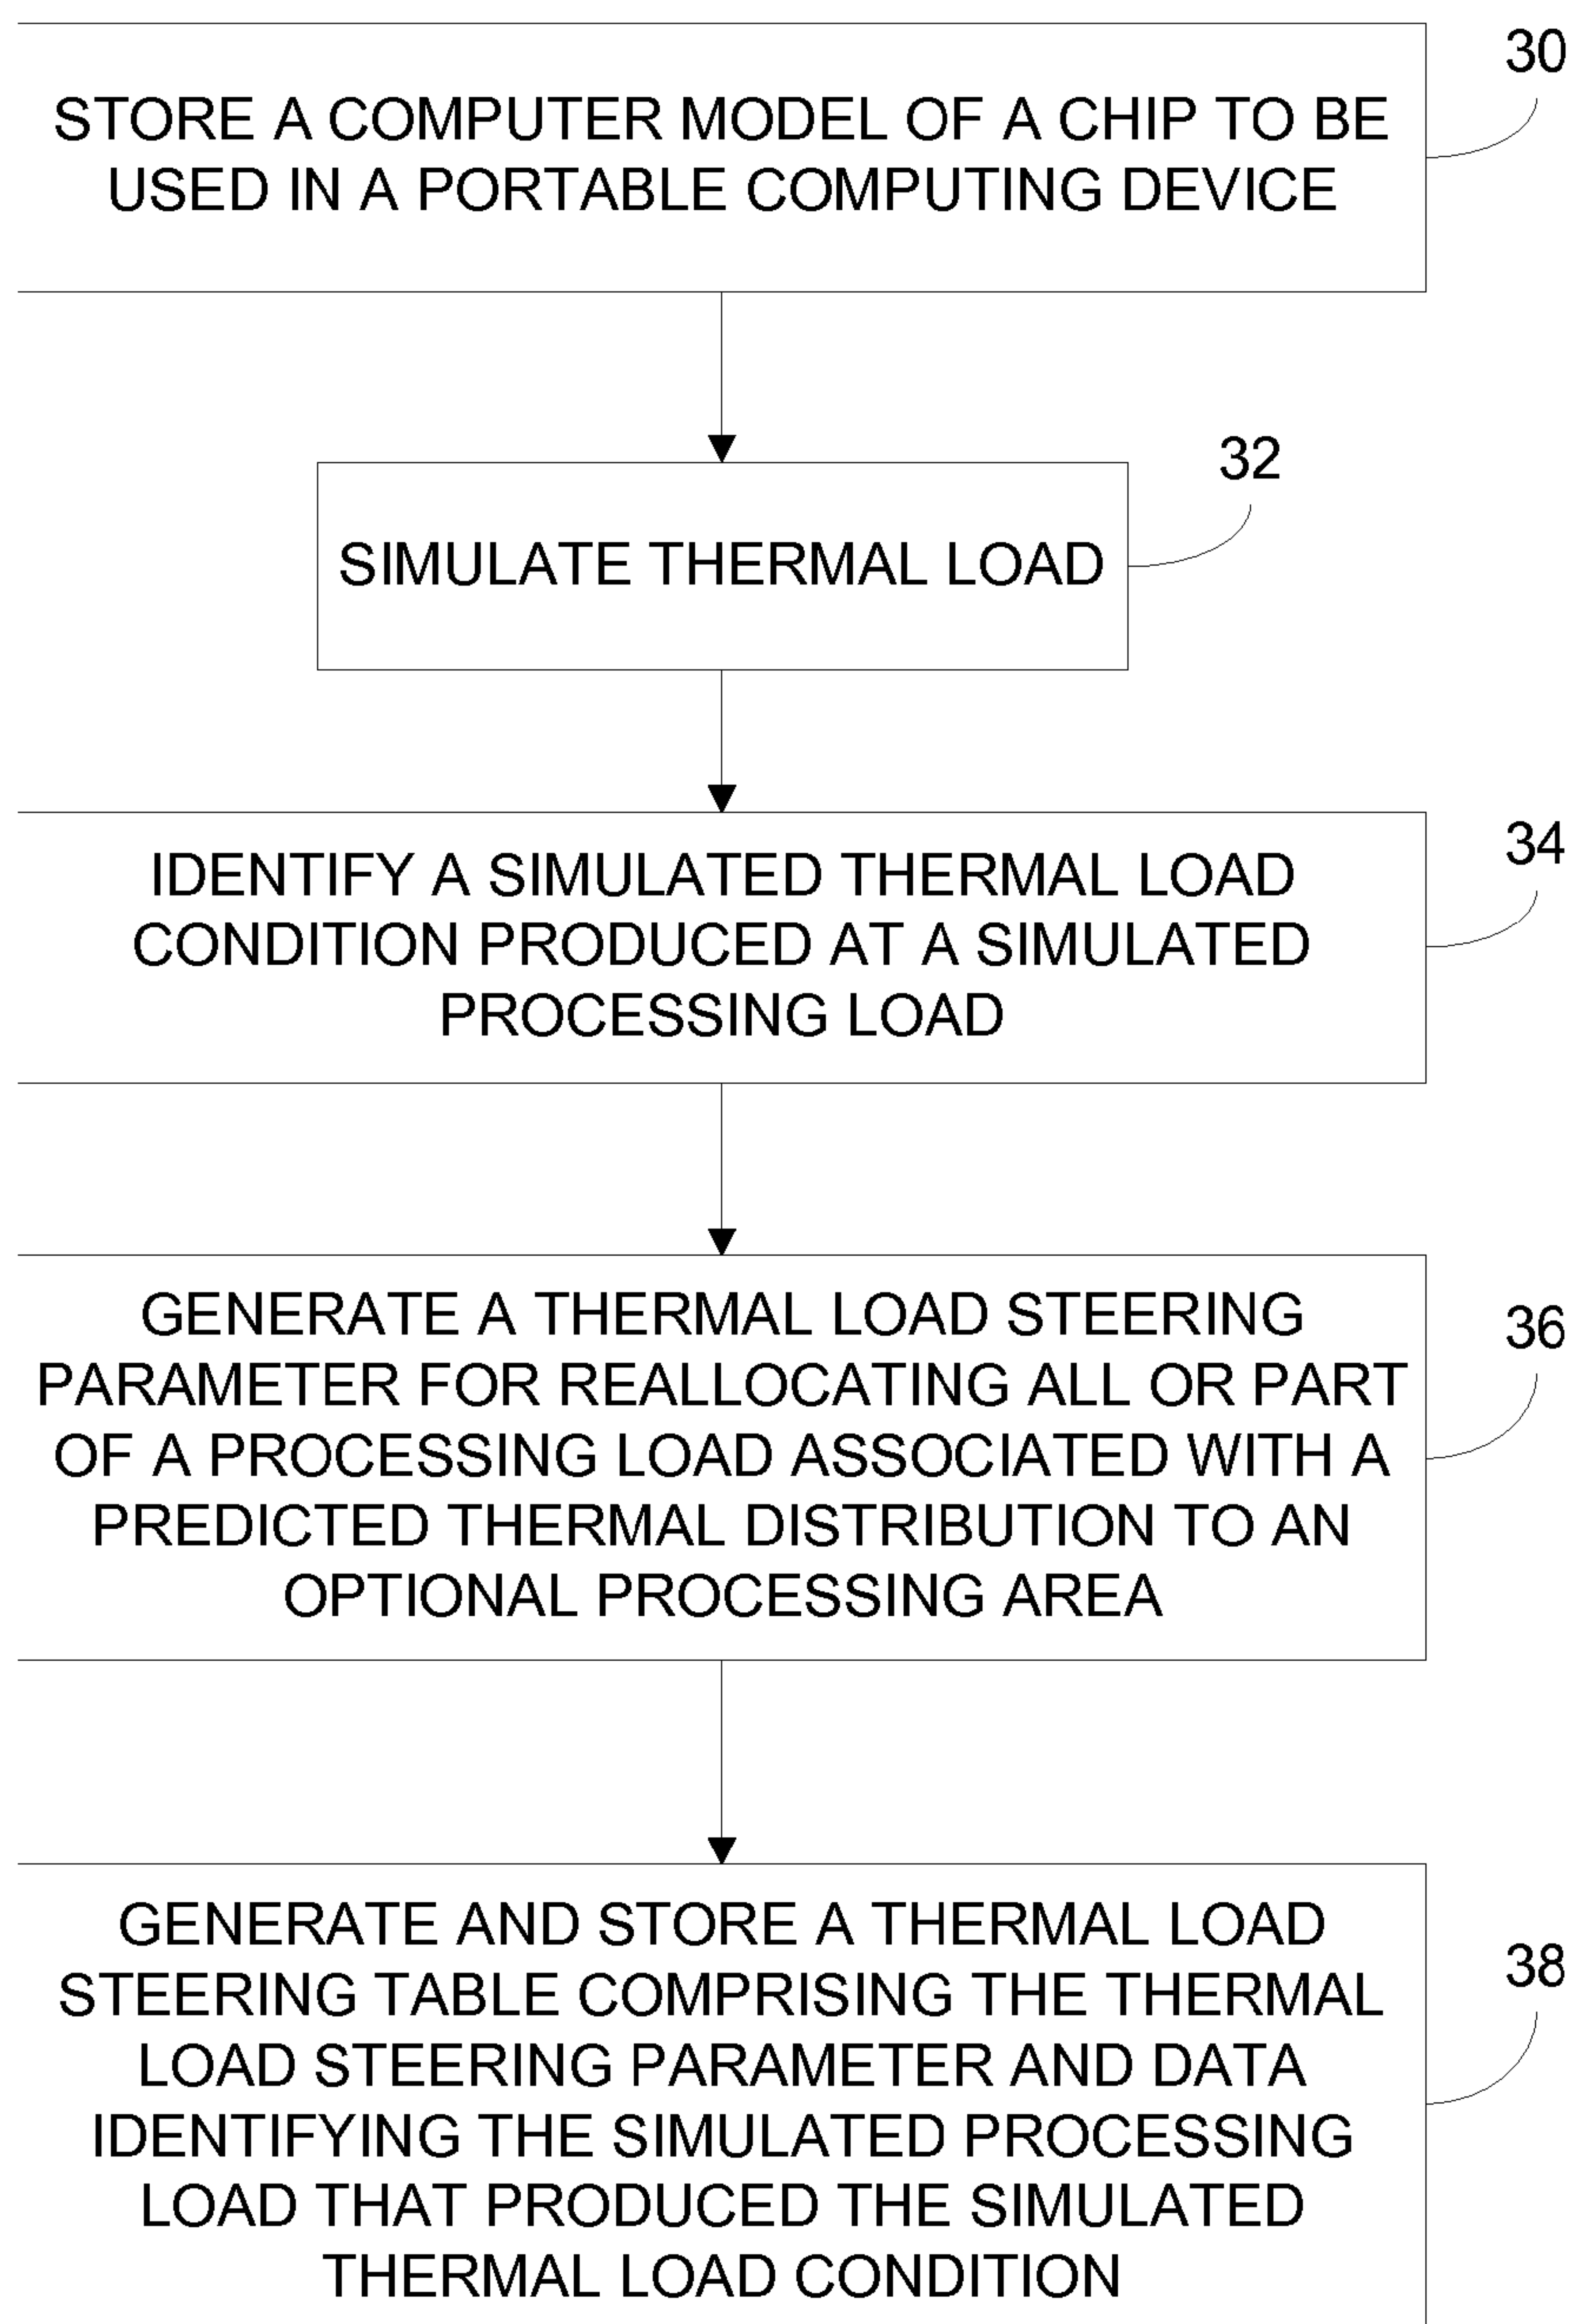 30
STORE A COMPUTER MODEL OF A CHIP TO BE
USED IN A PORTABLE COMPUTING DEVICE
32
SIMULATE THERMAL LOAD
34
IDENTIFY A SIMULATED THERMAL LOAD
CONDITION PRODUCED AT A SIMULATED
PROCESSING LOAD
36
GENERATE A THERMAL LOAD STEERING
PARAMETER FOR REALLOCATING ALL OR PART
OF A PROCESSING LOAD ASSOCIATED WITH A
PREDICTED THERMAL DISTRIBUTION TO AN
OPTIONAL PROCESSING AREA
38
GENERATE AND STORE A THERMAL LOAD
STEERING TABLE COMPRISING THE THERMAL
LOAD STEERING PARAMETER AND DATA
IDENTIFYING THE SIMULATED PROCESSING
LOAD THAT PRODUCED THE SIMULATED
THERMAL LOAD CONDITION